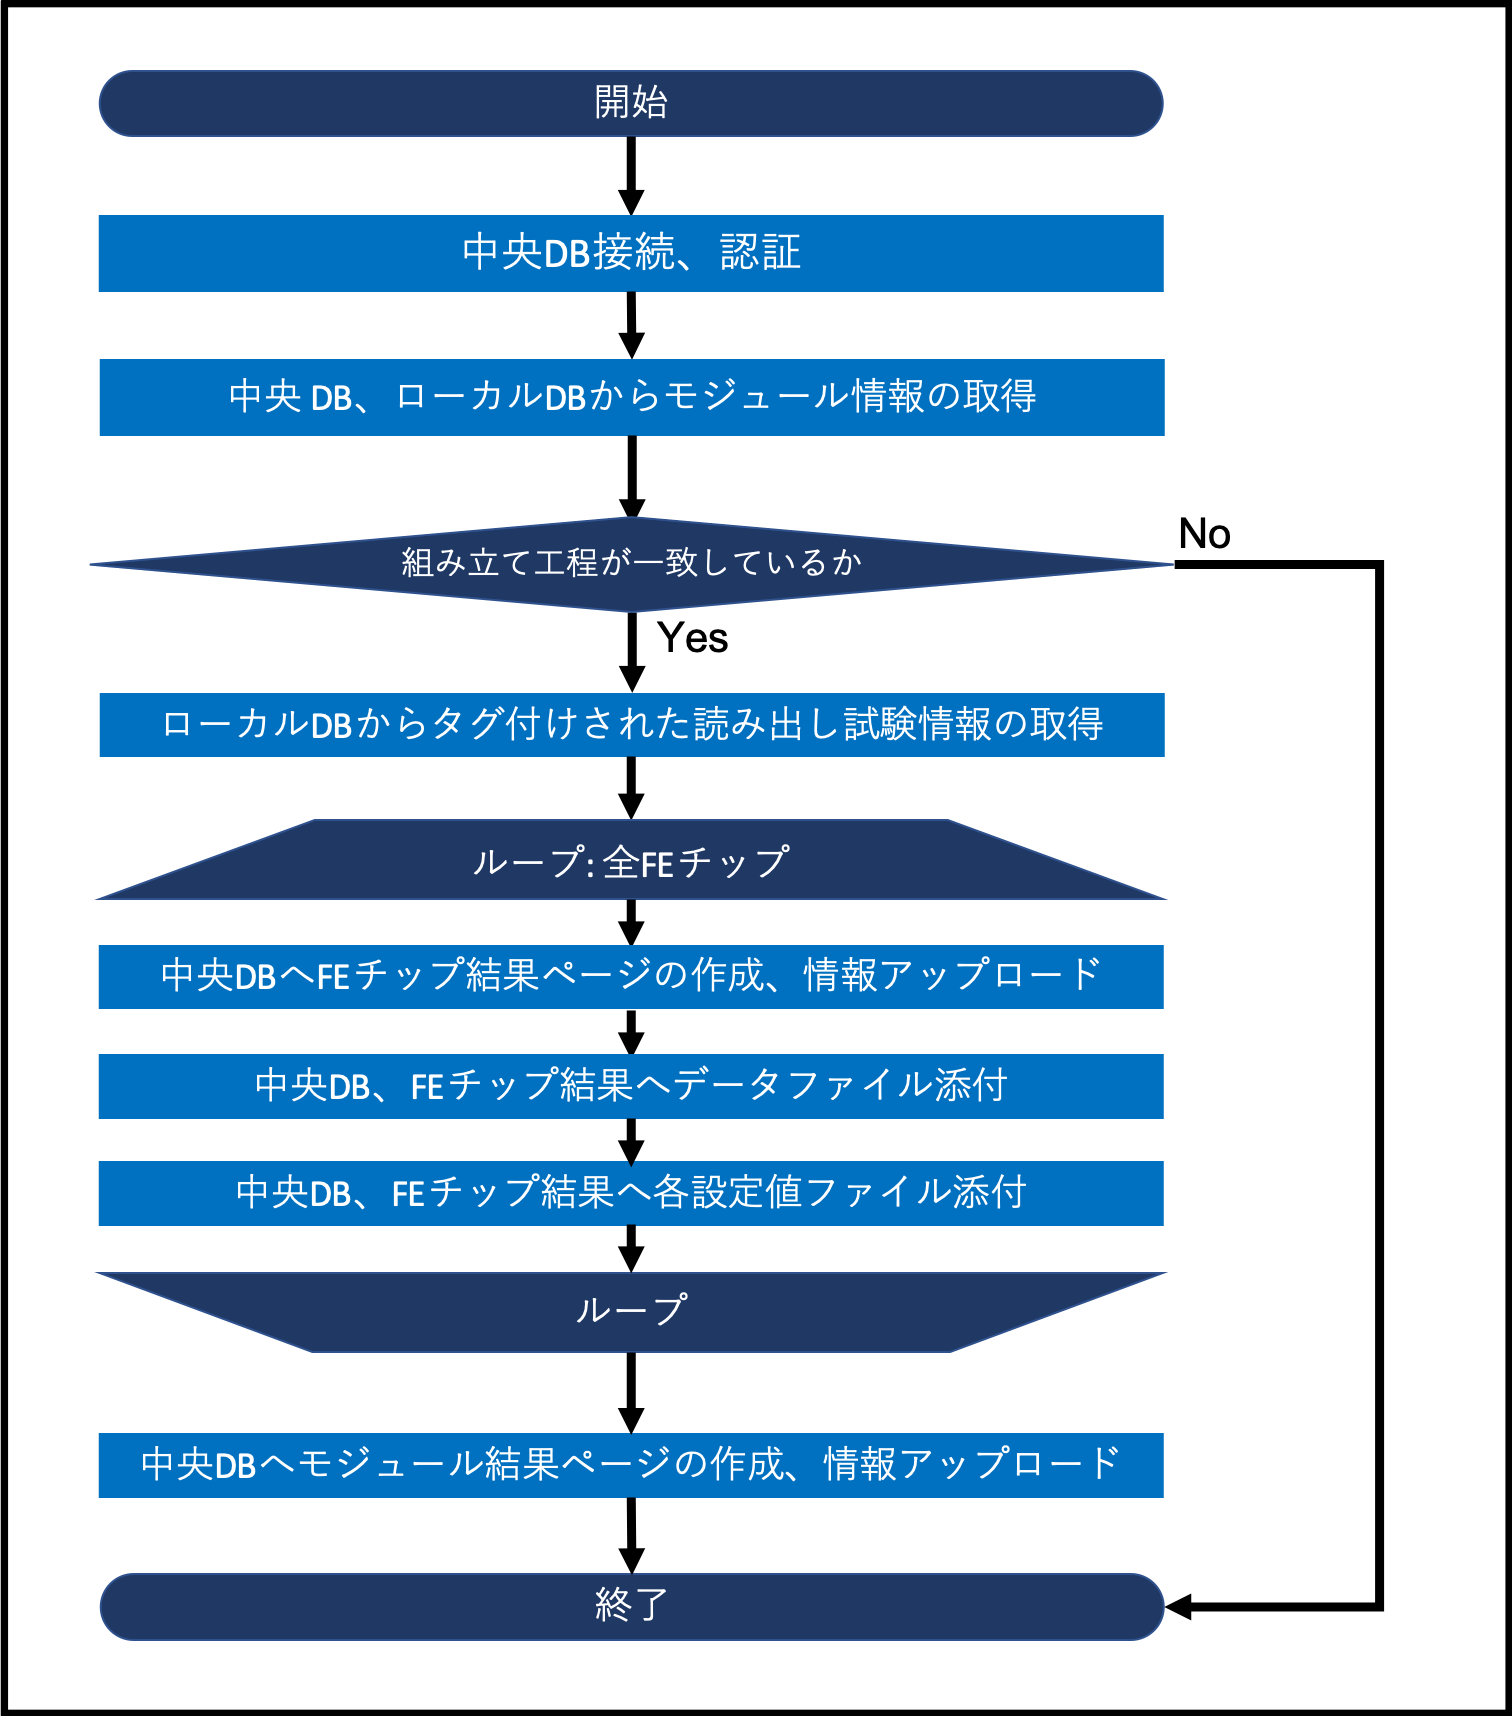 開始
中央DB接続、認証
中央 DB、ローカルDBからモジュール情報の取得
組み立て工程が一致しているか
No
Yes
ローカルDBからタグ付けされた読み出し試験情報の取得
ループ: 全FEチップ
中央DBへFEチップ結果ページの作成、情報アップロード
中央DB、FEチップ結果へデータファイル添付
中央DB、FEチップ結果へ各設定値ファイル添付
ループ
中央DBへモジュール結果ページの作成、情報アップロード
終了